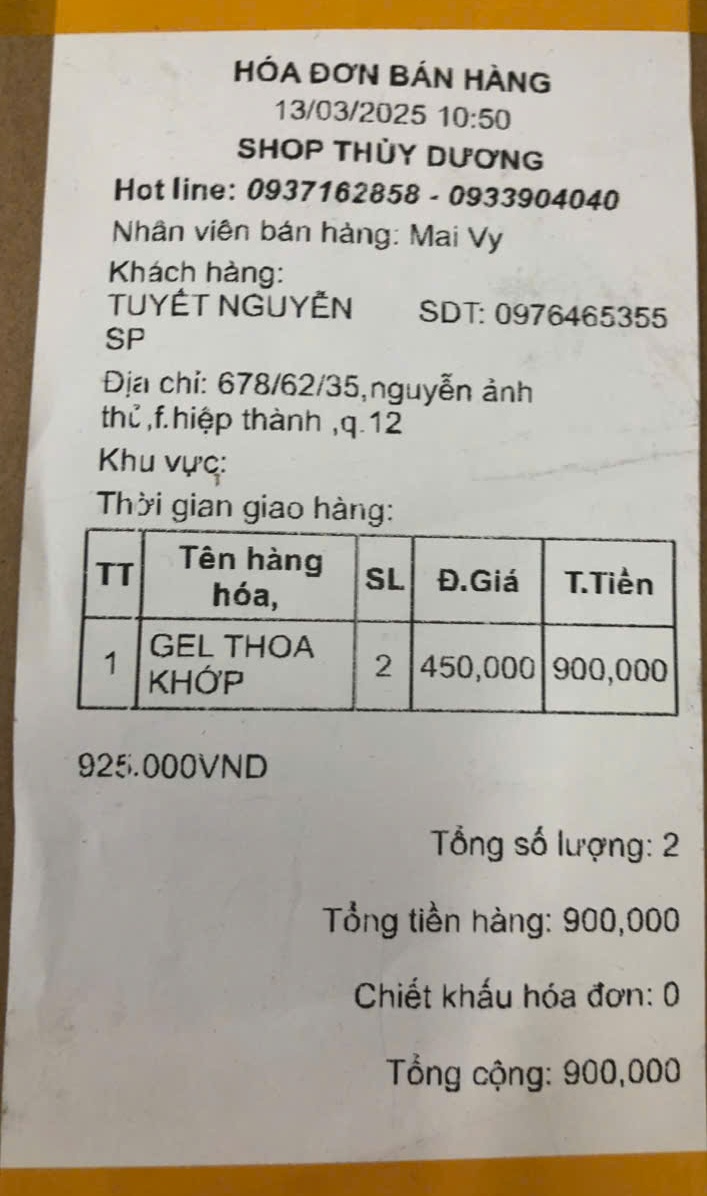 HÓA ĐƠN BÁN HÀNG
13/03/2025 10:50
SHOP THÙY DƯƠNG
Hot line: 0937162858 - 0933904040
Nhân viên bán hàng: Mai Vy
Khách hàng:
TUYẾT NGUYỄN SDT: 0976465355
SP
Địa chỉ: 678/62/35,nguyễn ảnh
thủ ,f.hiệp thành ,q.12
Khu vực:
Thời gian giao hàng:
TT Tên hàng hóa, SL Đ.Giá T.Tiền
1 GEL THOA KHỚP 2 450,000 900,000
925.000VND
Tổng số lượng: 2
Tổng tiền hàng: 900,000
Chiết khấu hóa đơn: 0
Tổng cộng: 900,000